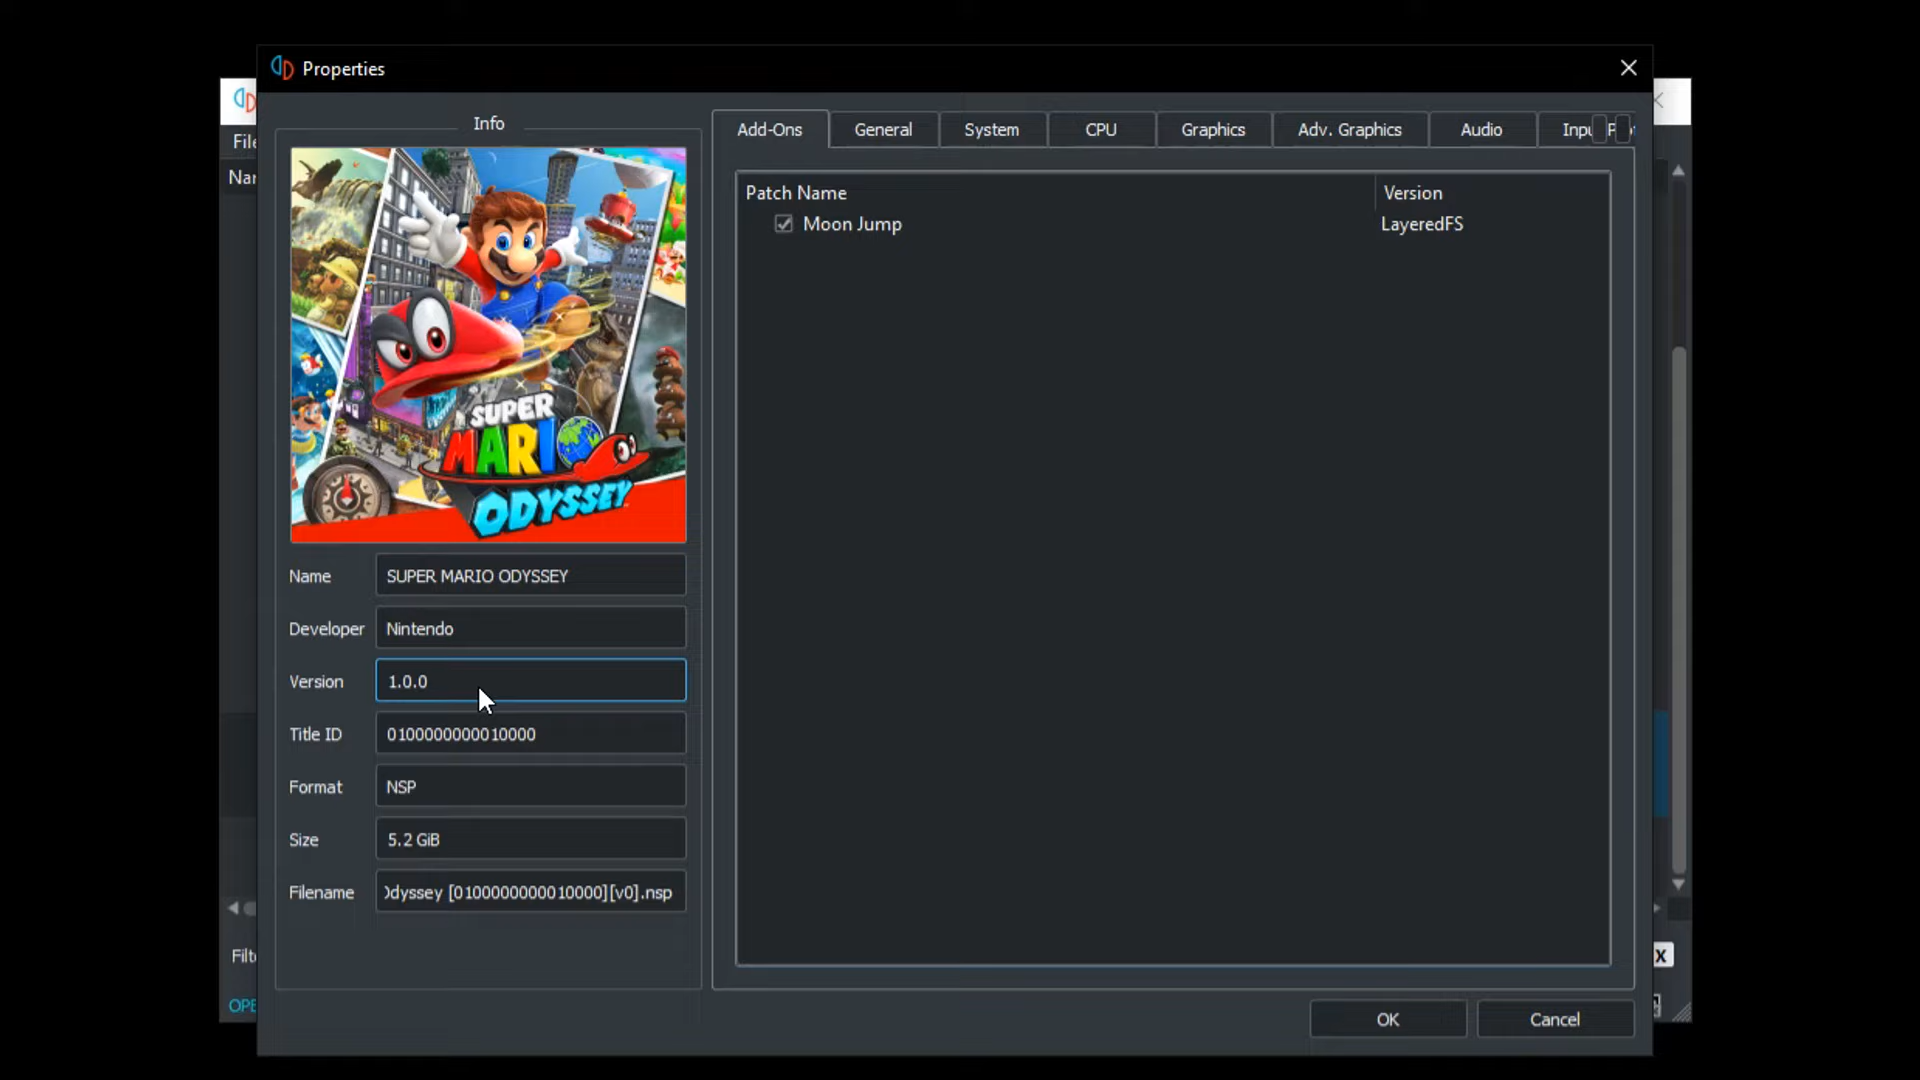 Properties
Info
Add-Ons
General
System
CPU
Graphics
Adv. Graphics
Audio
File
Patch Name
Version
Moon Jump
LayeredFS
SUPER
MARIO
ODYSSEY
Name
SUPER MARIO ODYSSEY
Developer
Nintendo
Version
1.0.0
Title ID
0100000000010000
Format
NSP
Size
5.2 GiB
Filename
Odyssey [0100000000010000][v0].nsp
X
OK
Cancel